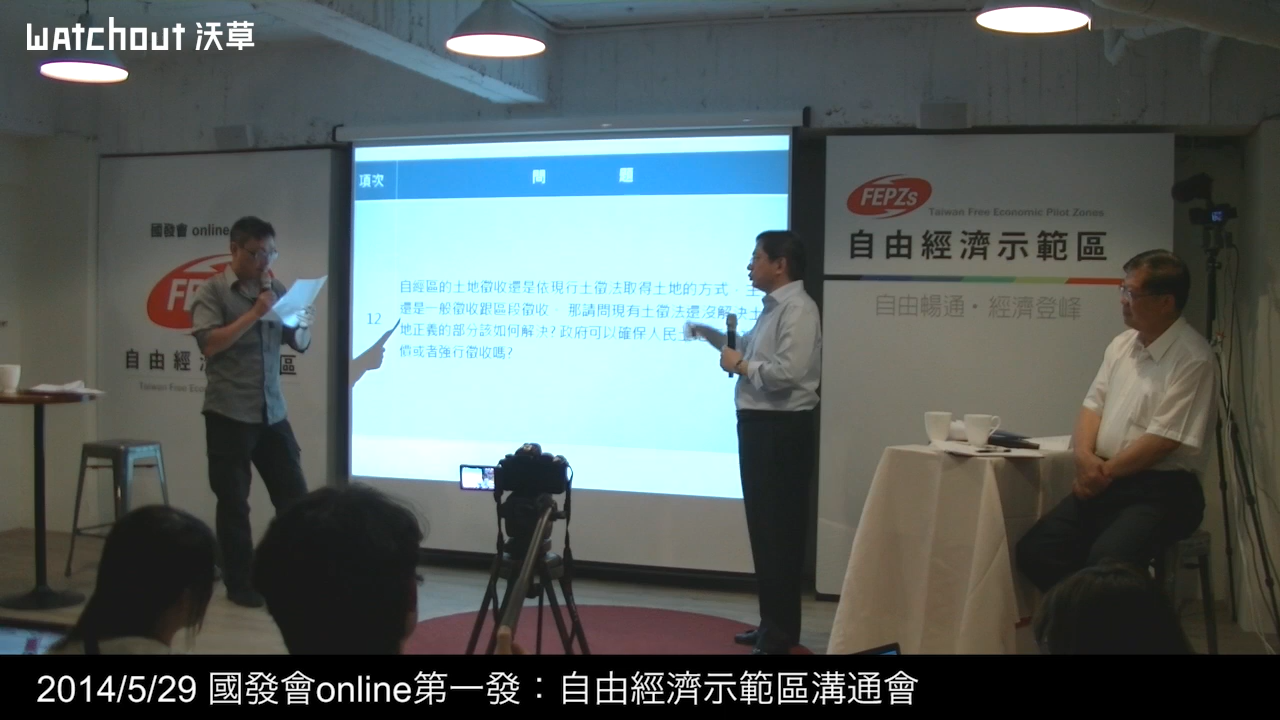 watchout 沃草
項次 問 題
自經區的土地徵收還是依現行土徵法取得土地的方式、主
還是一般徵收跟區段徵收，那請問現有土徵法還沒解決土
12
地正義的部分該如何解決?政府可以確保人民
價或者強行徵收嗎?
國發會 online
FE
自由經 區
Taiwan Free Econ
FEPZs
Taiwan Free Economic Pilot Zones
自由經濟示範區
自由暢通・經濟登峰
2014/5/29 國發會online第一發：自由經濟示範區溝通會